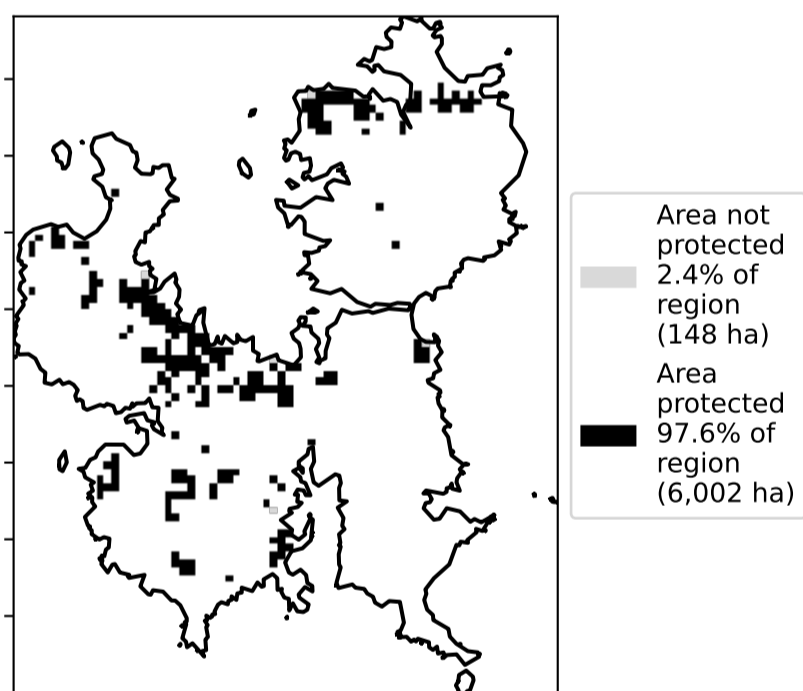 Area not
protected
2.4% of
region
(148 ha)
Area
protected
97.6% of
region
(6,002 ha)